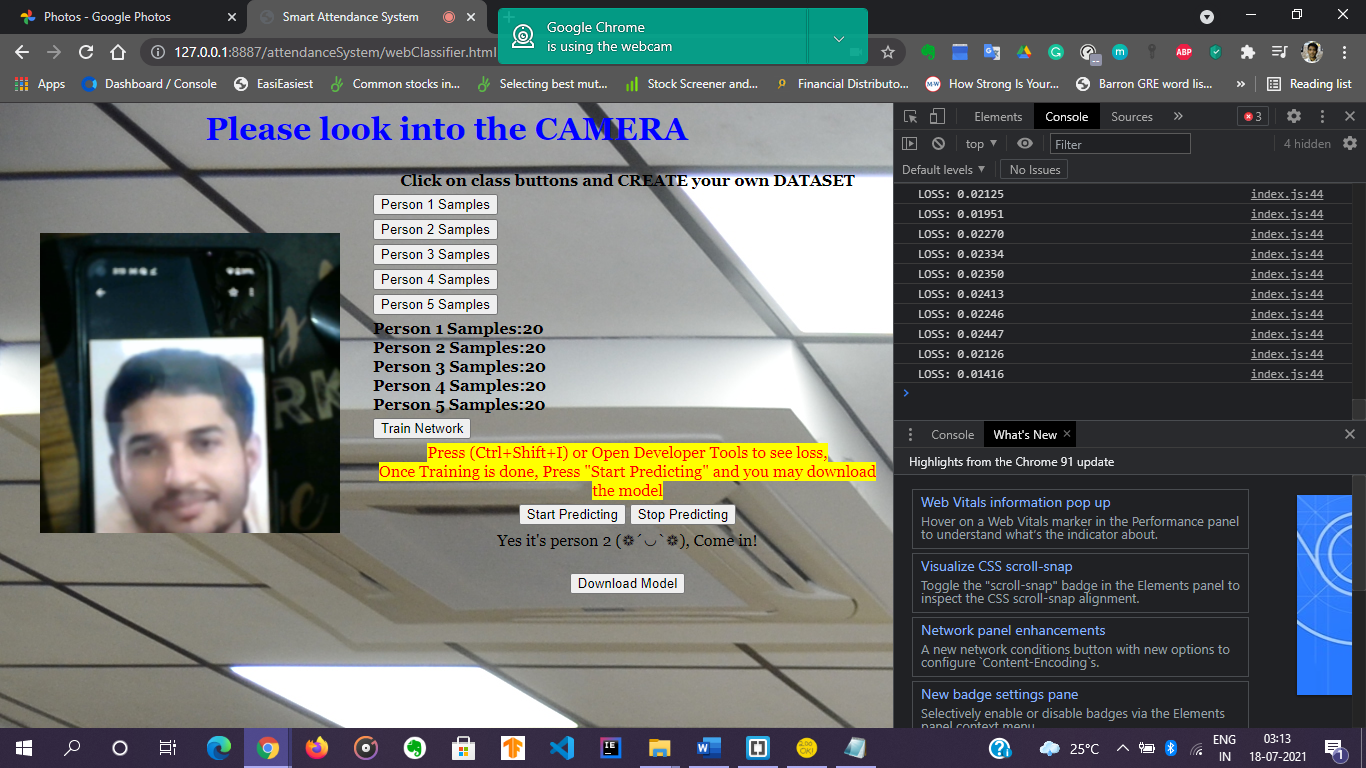 Photos - Google Photos
Smart Attendance System
Google Chrome
is using the webcam
127.0.0.1:8887/attendanceSystem/webClassifier.html
ABP
Apps
Dashboard / Console
EasiEasiest
Common stocks in...
Selecting best mut...
Stock Screener and...
Financial Distributo...
How Strong Is Your...
Barron GRE word lis...
»
Reading list
Please look into the CAMERA
Click on class buttons and CREATE your own DATASET
Person 1 Samples
Person 2 Samples
Person 3 Samples
Person 4 Samples
Person 5 Samples
Person 1 Samples:20
Person 2 Samples:20
Person 3 Samples:20
Person 4 Samples:20
Person 5 Samples:20
Train Network
Press (Ctrl+Shift+I) or Open Developer Tools to see loss,
Once Training is done, Press "Start Predicting" and you may download
the model
Start Predicting Stop Predicting
Yes it's person 2 (❁´◡`❁), Come in!
Download Model
Elements Console Sources » 3
top Filter 4 hidden
Default levels ▼ No Issues
LOSS: 0.02125 index.js:44
LOSS: 0.01951 index.js:44
LOSS: 0.02270 index.js:44
LOSS: 0.02334 index.js:44
LOSS: 0.02350 index.js:44
LOSS: 0.02413 index.js:44
LOSS: 0.02246 index.js:44
LOSS: 0.02447 index.js:44
LOSS: 0.02126 index.js:44
LOSS: 0.01416 index.js:44
Console What's New
Highlights from the Chrome 91 update
Web Vitals information pop up
Hover on a Web Vitals marker in the Performance panel
to understand what's the indicator about.
Visualize CSS scroll-snap
Toggle the "scroll-snap" badge in the Elements panel to
inspect the CSS scroll-snap alignment.
Network panel enhancements
A new network conditions button with new options to
configure `Content-Encoding`s.
New badge settings pane
Selectively enable or disable badges via the Elements
panel context menu.
25°C
ENG
IN
03:13
18-07-2021
1